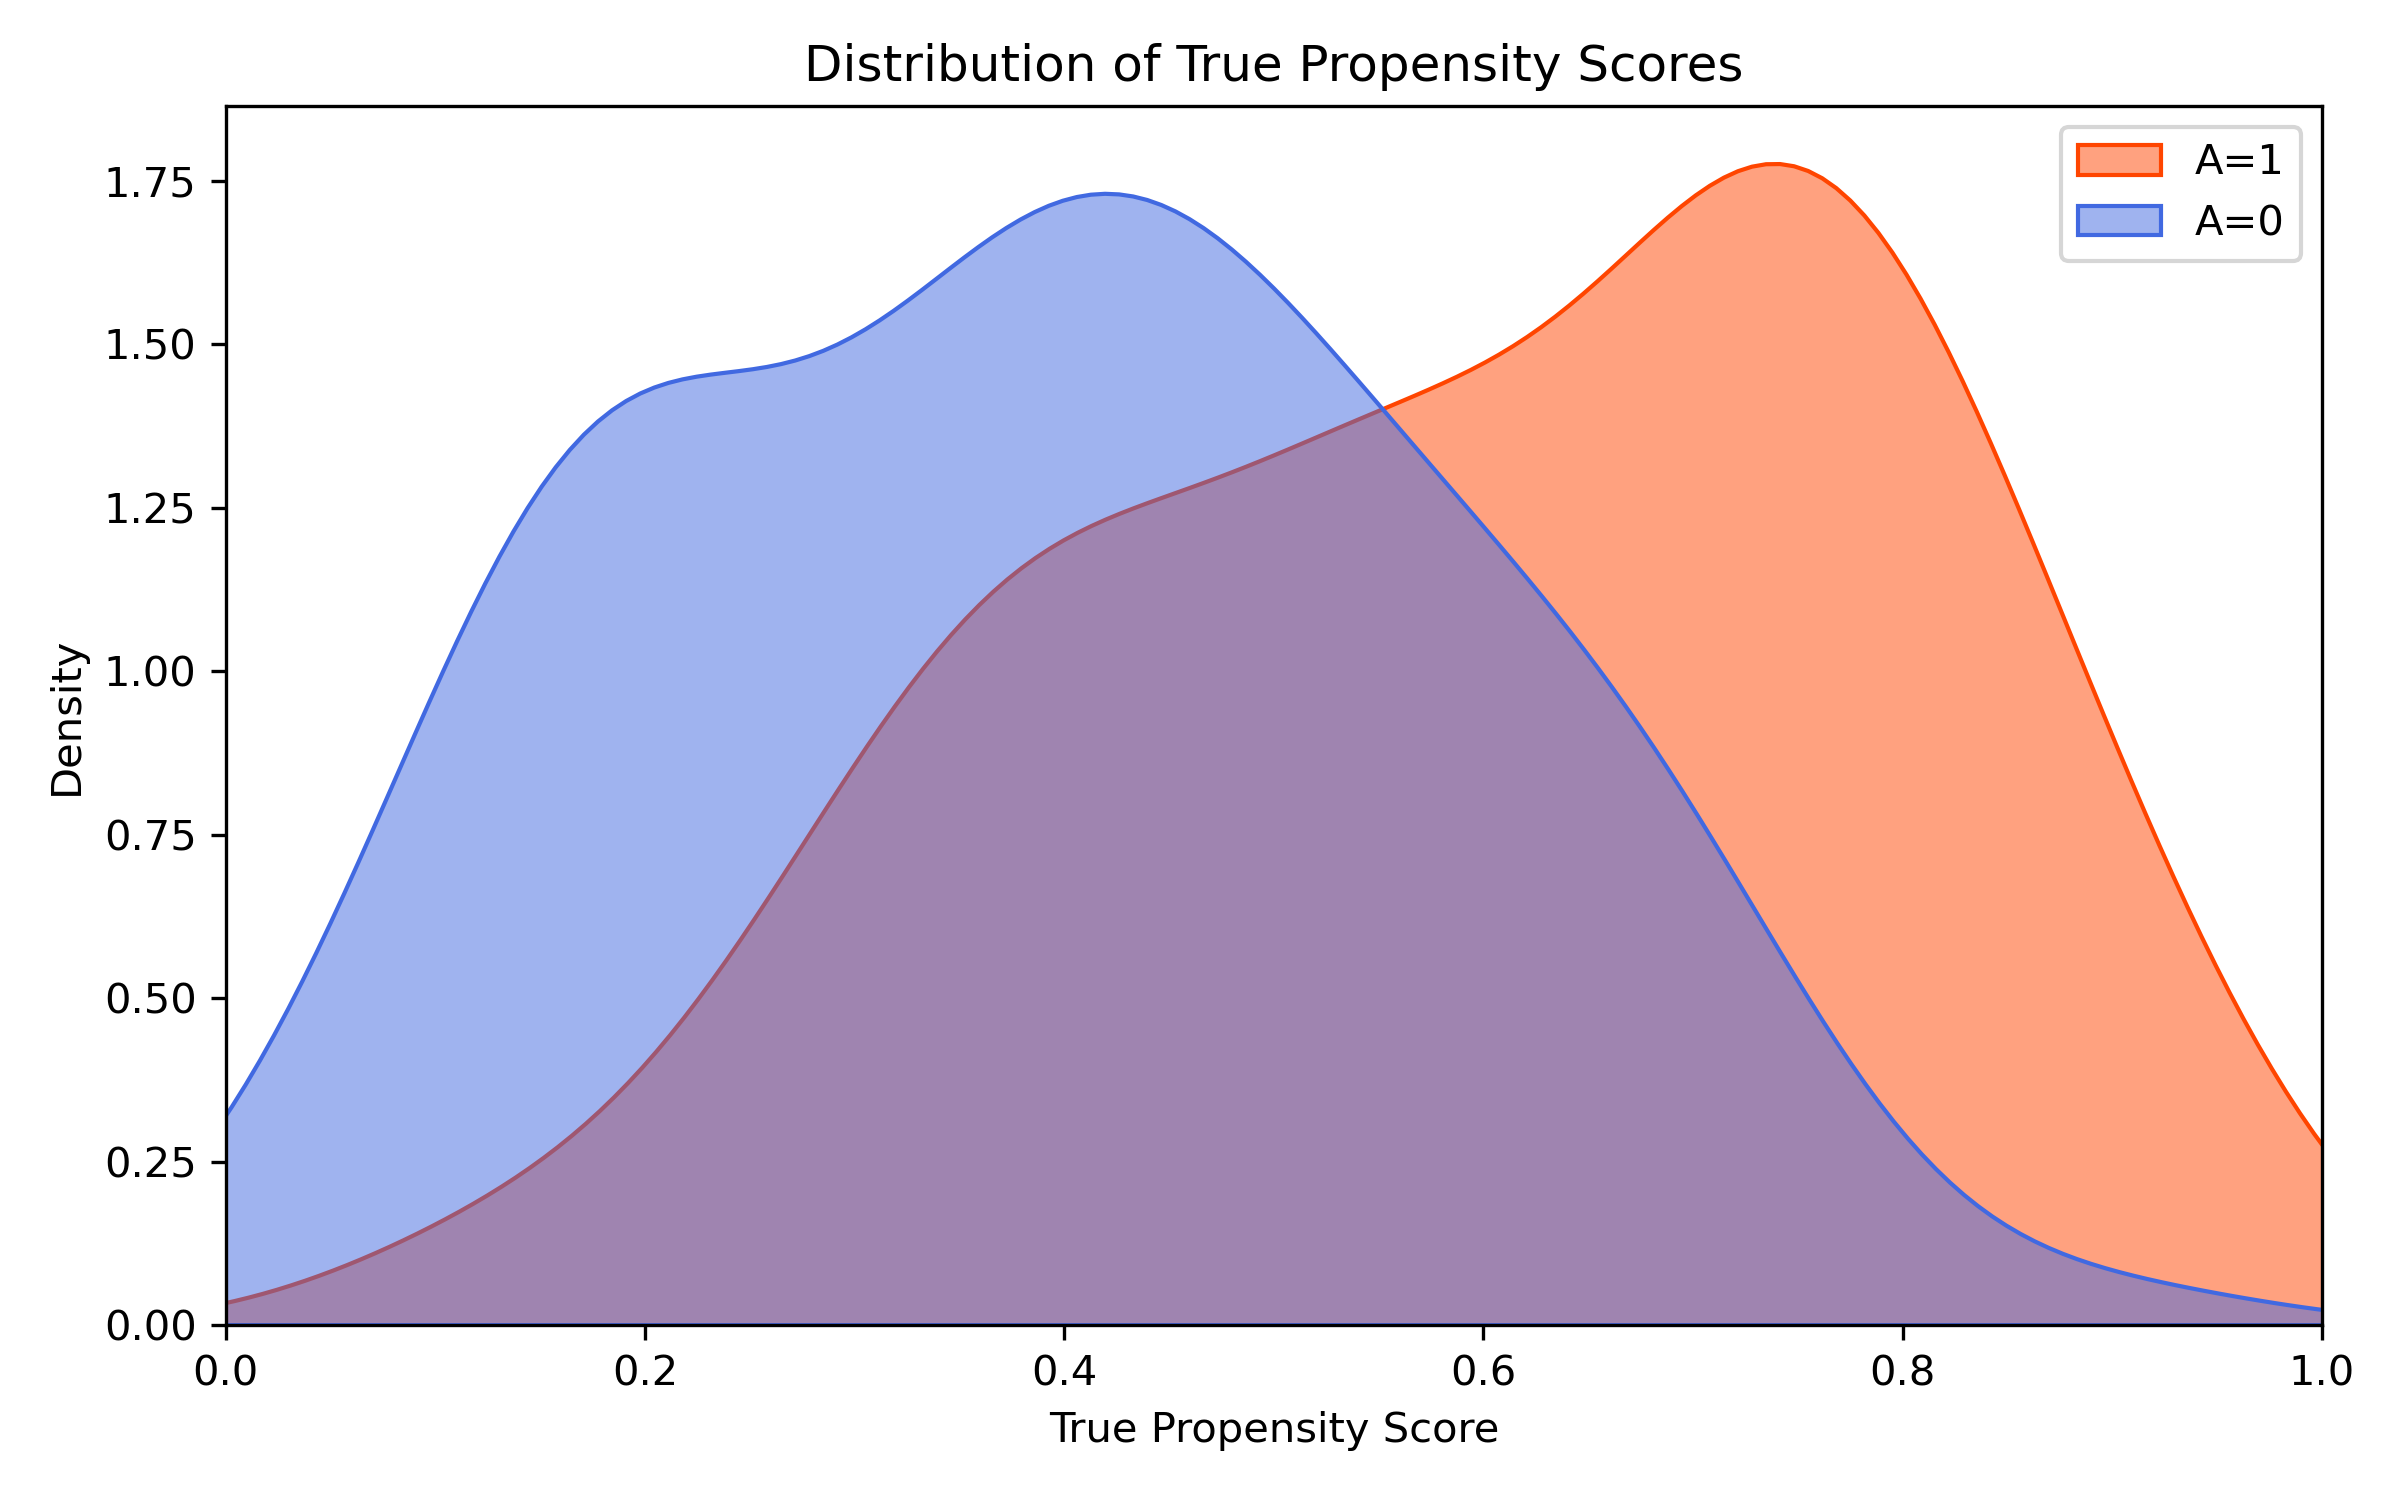 Distribution of True Propensity Scores
A=1
A=0
Density
1.75
1.50
1.25
1.00
0.75
0.50
0.25
0.00
0.0 0.2 0.4 0.6 0.8 1.0
True Propensity Score